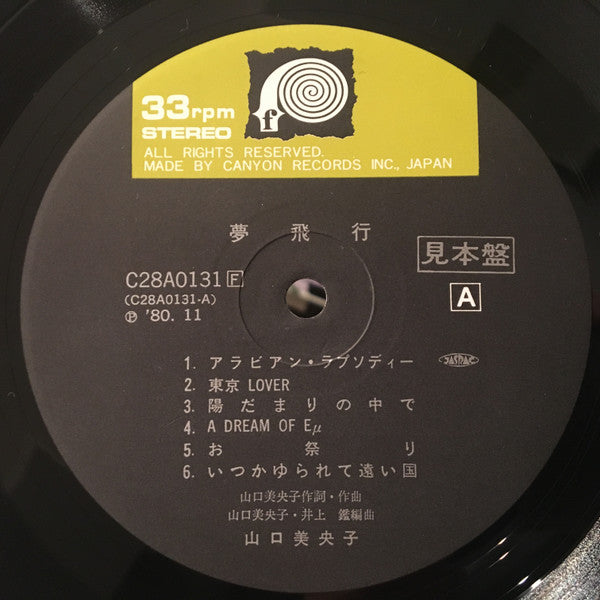 f
33rpm
STEREO
ALL RIGHTS RESERVED.
MADE BY CANYON RECORDS INC., JAPAN
夢飛行
見本盤
C28A0131 F
(C28A0131-A)
Ⓟ '80. 11
A
1. アラビアン・ラプソディー
JASRAC
2. 東京 LOVER
3. 陽だまりの中で
4. A DREAM OF Eμ
5. お祭り
6. いつかゆられて遠い国
山口美央子作詞・作曲
山口美央子・井上 鑑編曲
山口美央子